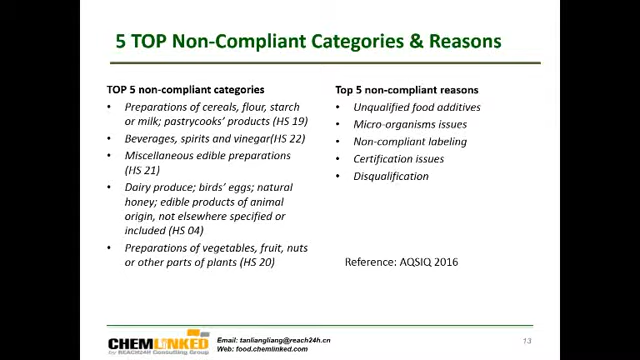 5 TOP Non-Compliant Categories & Reasons
TOP 5 non-compliant categories
• Preparations of cereals, flour, starch
or milk; pastrycooks' products (HS 19)
• Beverages, spirits and vinegar(HS 22)
• Miscellaneous edible preparations
(HS 21)
• Dairy produce; birds' eggs; natural
honey; edible products of animal
origin, not elsewhere specified or
included (HS 04)
• Preparations of vegetables, fruit, nuts
or other parts of plants (HS 20)
Top 5 non-compliant reasons
• Unqualified food additives
• Micro-organisms issues
• Non-compliant labeling
• Certification issues
• Disqualification
Reference: AQSIQ 2016
CHEMLINKED
by REACH24H Consulting Group
Email: tanliangliang@reach24h.cn
Web: food.chemlinked.com
13